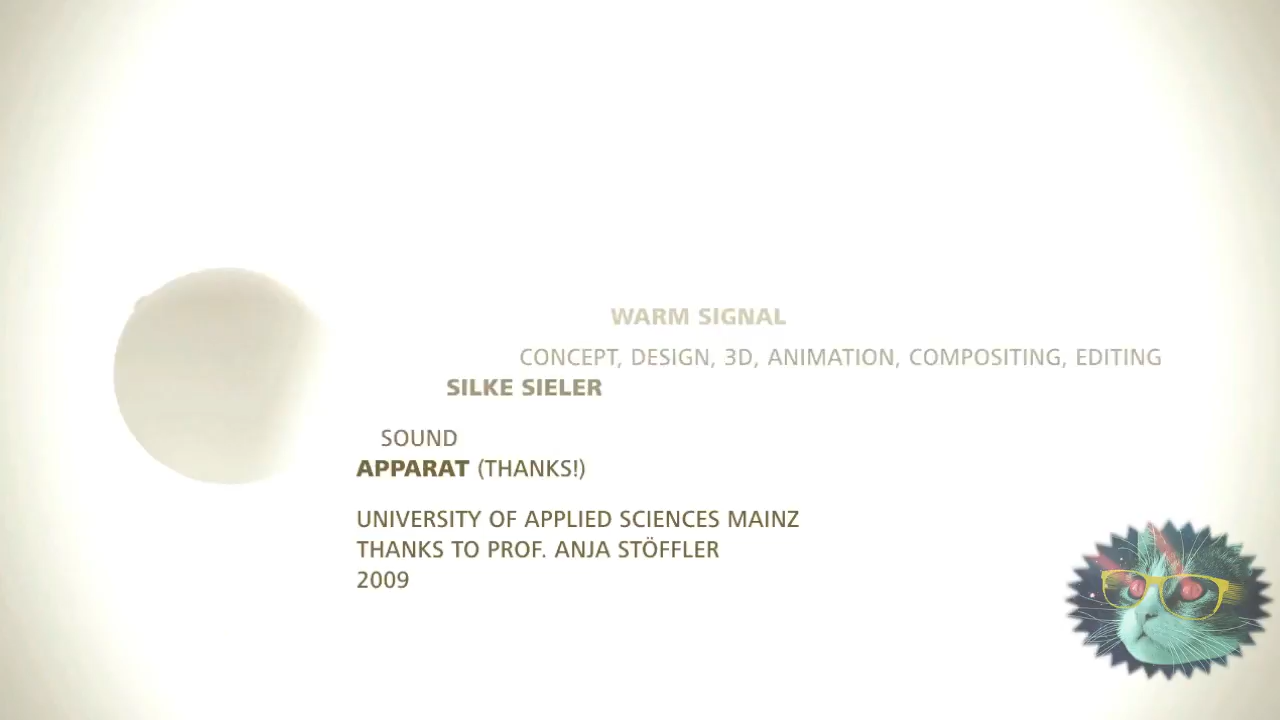 WARM SIGNAL
CONCEPT, DESIGN, 3D, ANIMATION, COMPOSITING, EDITING
SILKE SIELER
SOUND
APPARAT (THANKS!)
UNIVERSITY OF APPLIED SCIENCES MAINZ
THANKS TO PROF. ANJA STÖFFLER
2009